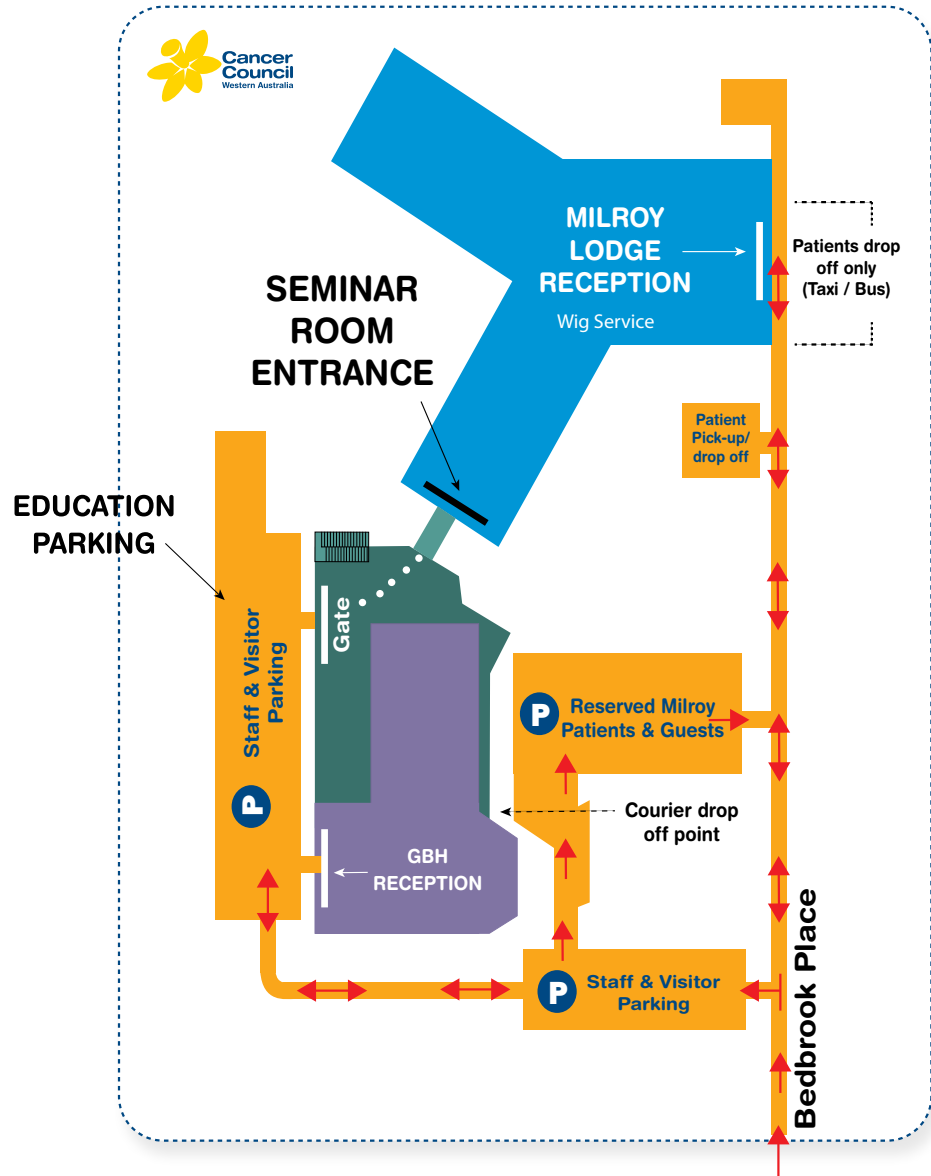 Cancer
Council
Western Australia
MILROY
LODGE
RECEPTION
Wig Service
Patients drop
off only
(Taxi / Bus)
SEMINAR
ROOM
ENTRANCE
Patient
Pick-up/
drop off
EDUCATION
PARKING
Gate
Staff & Visitor
Parking
P
P
Reserved Milroy
Patients & Guests
Courier drop
off point
GBH
RECEPTION
P
Staff & Visitor
Parking
Bedbrook Place